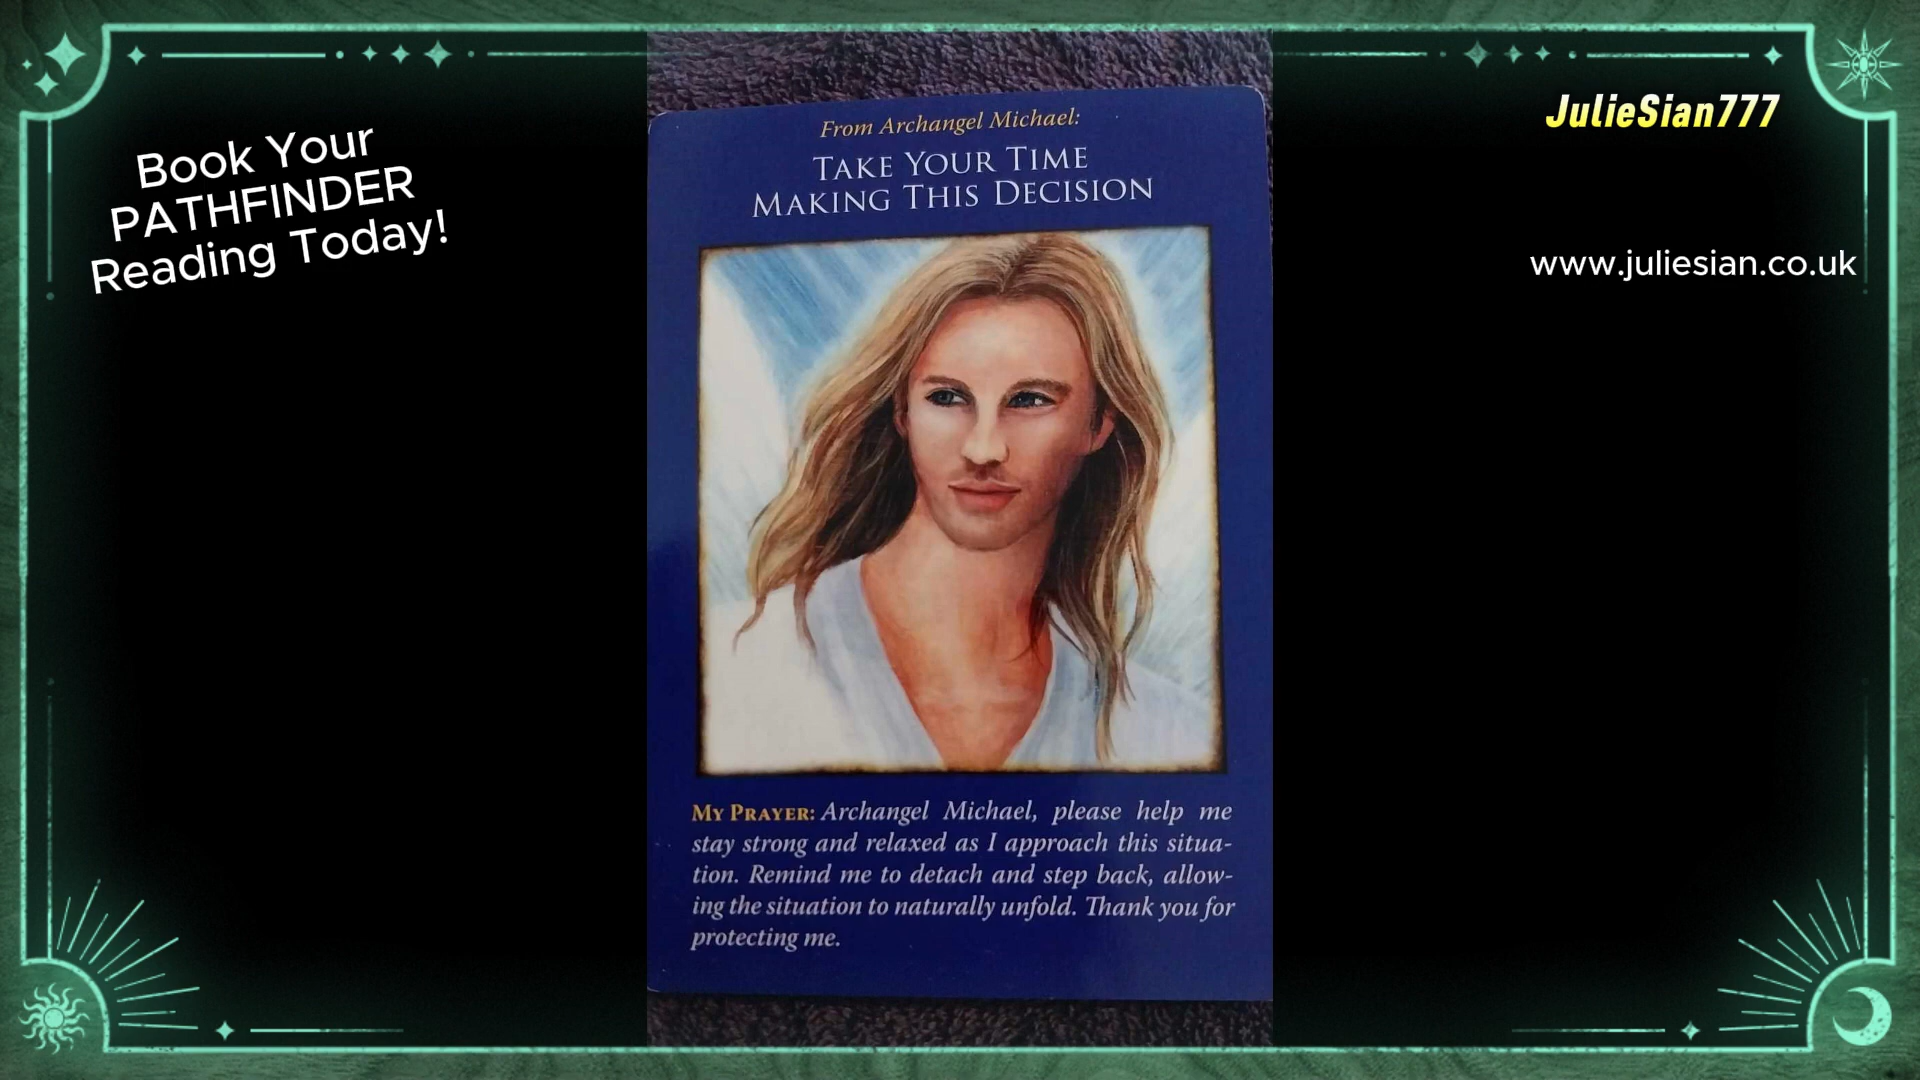 Book Your
PATHFINDER
Reading Today!
JulieSian777
www.juliesian.co.uk
From Archangel Michael:
TAKE YOUR TIME
MAKING THIS DECISION
MY PRAYER: Archangel Michael, please help me
stay strong and relaxed as I approach this situa-
tion. Remind me to detach and step back, allow-
ing the situation to naturally unfold. Thank you for
protecting me.